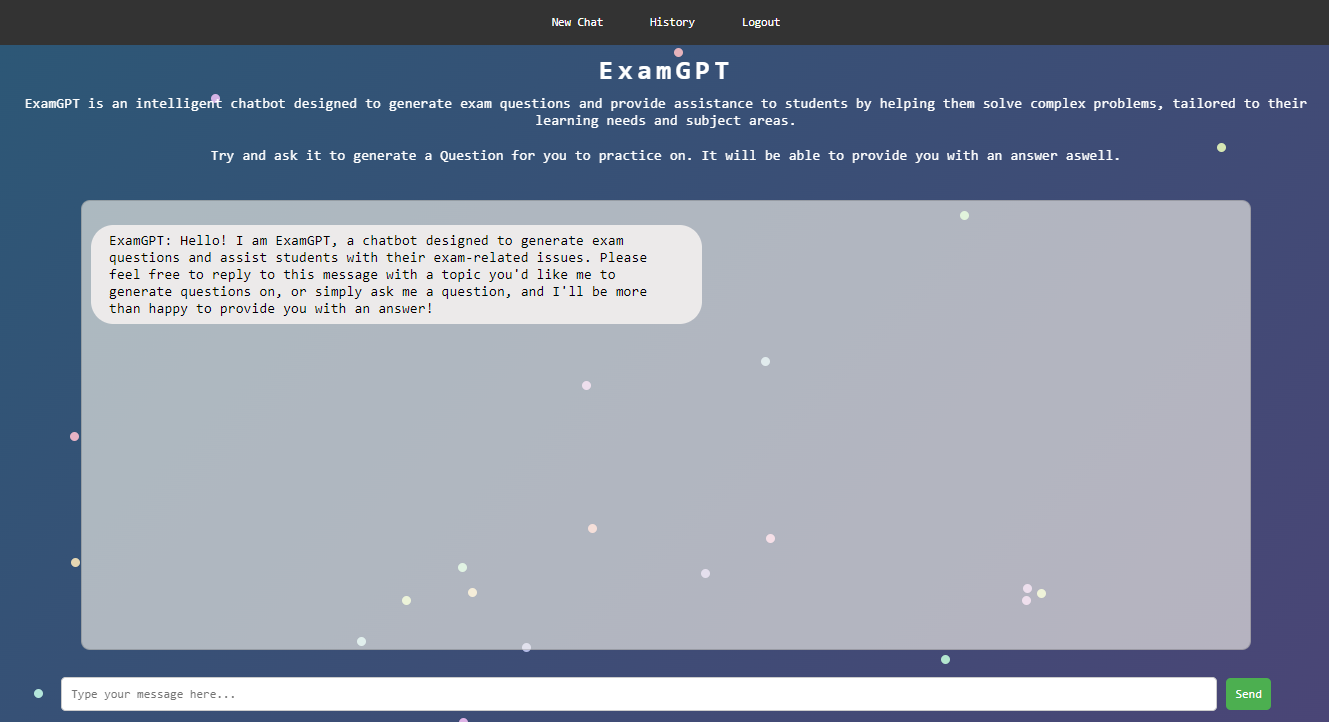 New Chat History Logout
ExamGPT
ExamGPT is an intelligent chatbot designed to generate exam questions and provide assistance to students by helping them solve complex problems, tailored to their
learning needs and subject areas.
Try and ask it to generate a Question for you to practice on. It will be able to provide you with an answer aswell.
ExamGPT: Hello! I am ExamGPT, a chatbot designed to generate exam
questions and assist students with their exam-related issues. Please
feel free to reply to this message with a topic you'd like me to
generate questions on, or simply ask me a question, and I'll be more
than happy to provide you with an answer!
Type your message here... Send